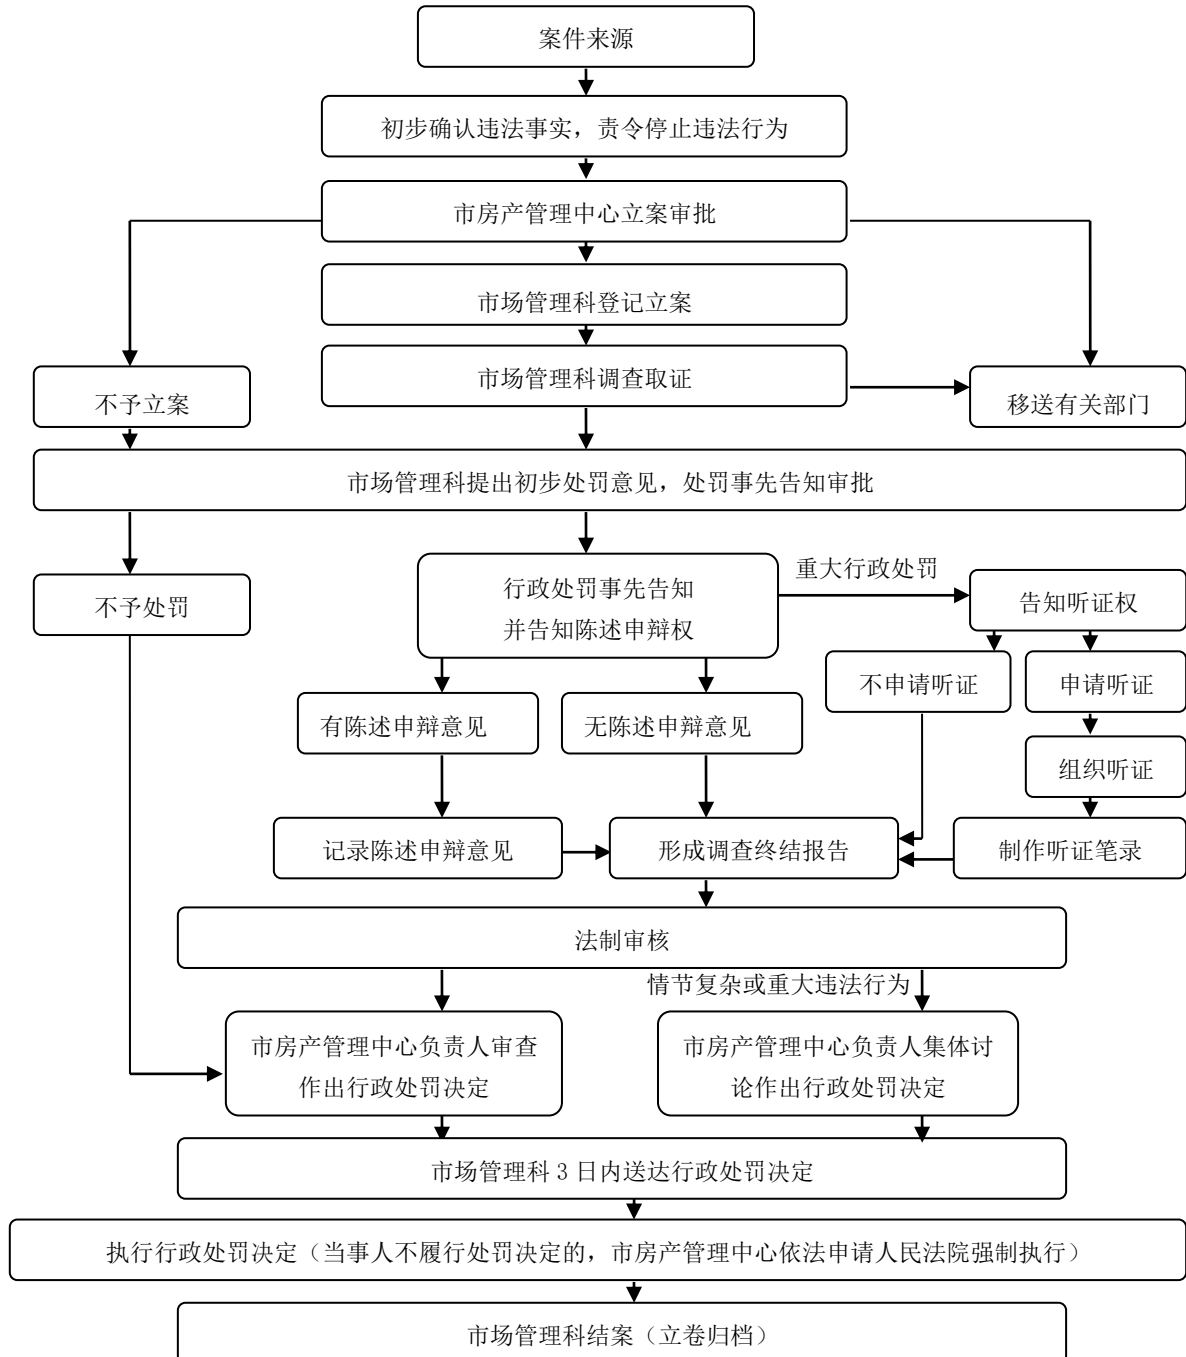 案件来源
初步确认违法事实，责令停止违法行为
市房产管理中心立案审批
市场管理科登记立案
市场管理科调查取证
不予立案
移送有关部门
市场管理科提出初步处罚意见，处罚事先告知审批
重大行政处罚
行政处罚事先告知
并告知陈述申辩权
不予处罚
告知听证权
不申请听证
申请听证
有陈述申辩意见
无陈述申辩意见
组织听证
记录陈述申辩意见
形成调查终结报告
制作听证笔录
法制审核
情节复杂或重大违法行为
市房产管理中心负责人审查
作出行政处罚决定
市房产管理中心负责人集体讨
论作出行政处罚决定
市场管理科 3 日内送达行政处罚决定
执行行政处罚决定（当事人不履行处罚决定的，市房产管理中心依法申请人民法院强制执行）
市场管理科结案（立卷归档）